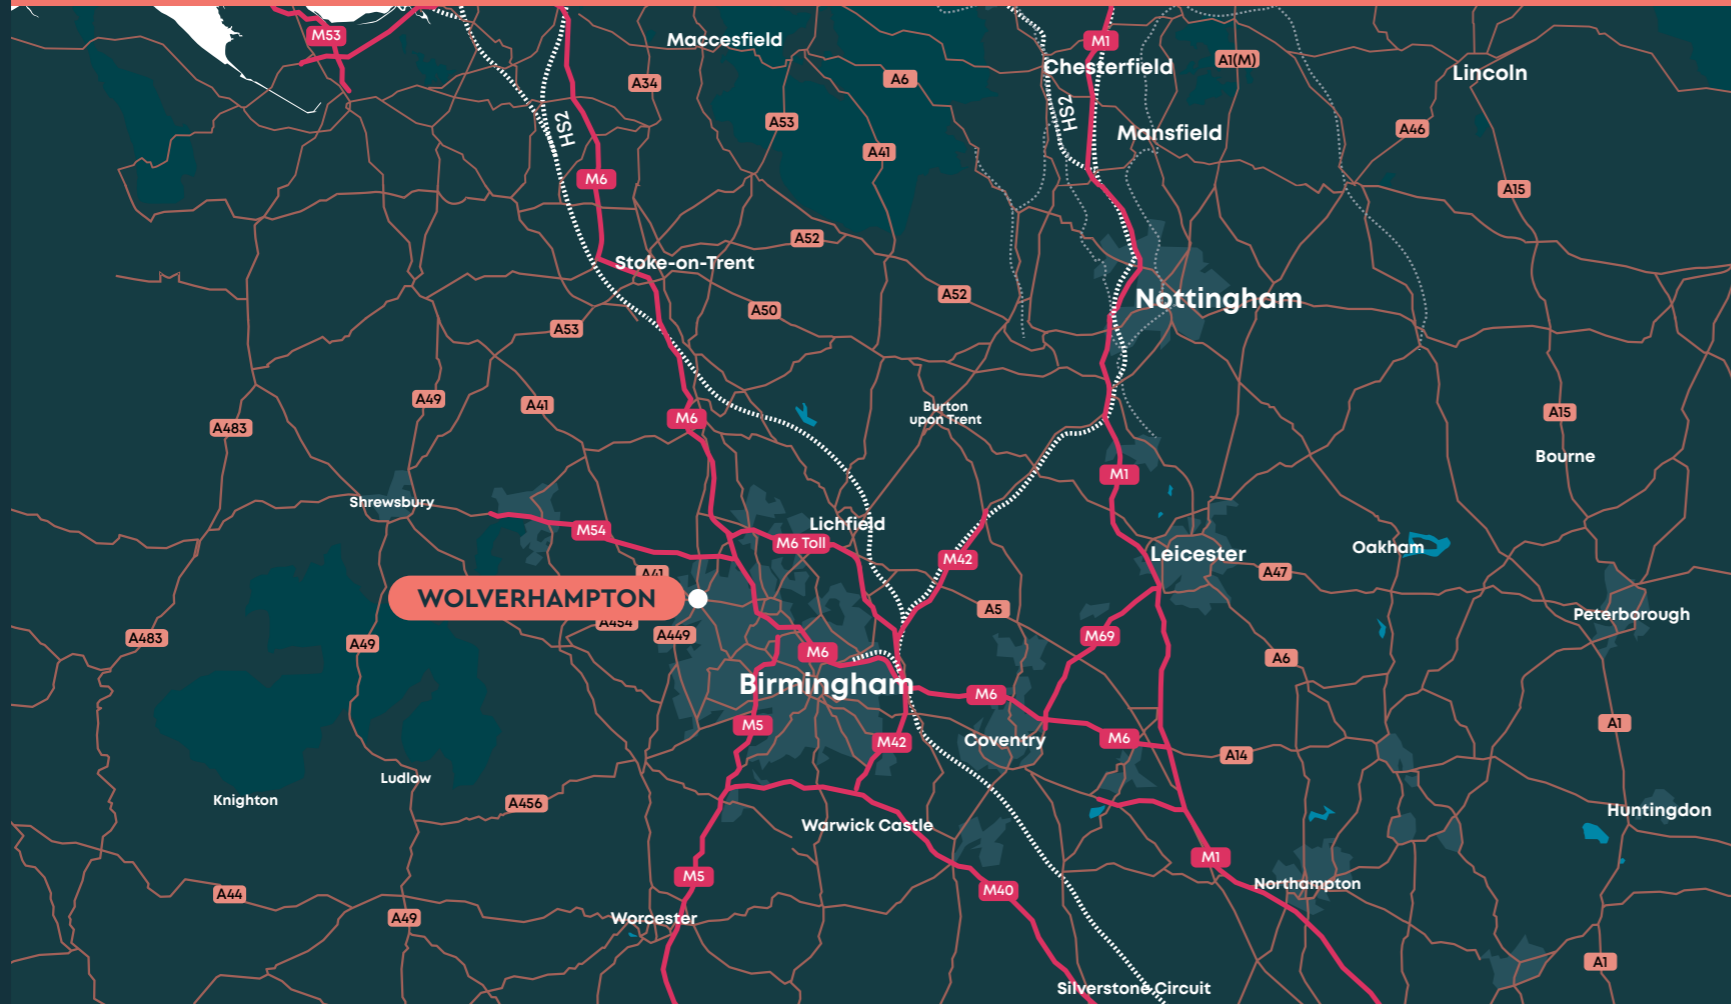 M53
Maccesfield
M1
A1(M)
Chesterfield
Lincoln
A34
A6
A53
HS2
HS2
A46
Mansfield
A41
M6
A15
A52
Stoke-on-Trent
A52
Nottingham
A50
A53
A49
A41
A483
M6
Burton
upon Trent
A15
Bourne
M1
Shrewsbury
Lichfield
M54
M6 Toll
M42
Leicester
Oakham
A41
A47
WOLVERHAMPTON
A5
Peterborough
A454
A483
A49
A449
M69
M6
A6
Birmingham
M6
M5
A1
M42
Coventry
M6
A14
Ludlow
Knighton
A456
Huntingdon
Warwick Castle
M1
M5
Northampton
M40
A44
A49
Worcester
A1
Silverstone Circuit